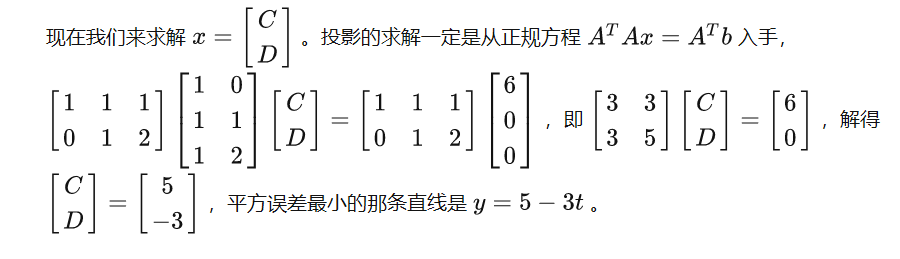 现在我们来求解 $x = \begin{bmatrix} C \\ D \end{bmatrix}$ 。投影的求解一定是从正规方程 $A^T A x = A^T b$ 入手，
$\begin{bmatrix} 1 & 1 & 1 \\ 0 & 1 & 2 \end{bmatrix} \begin{bmatrix} 1 & 0 \\ 1 & 1 \\ 1 & 2 \end{bmatrix} \begin{bmatrix} C \\ D \end{bmatrix} = \begin{bmatrix} 1 & 1 & 1 \\ 0 & 1 & 2 \end{bmatrix} \begin{bmatrix} 6 \\ 0 \\ 0 \end{bmatrix}$ ，即 $\begin{bmatrix} 3 & 3 \\ 3 & 5 \end{bmatrix} \begin{bmatrix} C \\ D \end{bmatrix} = \begin{bmatrix} 6 \\ 0 \end{bmatrix}$ ，解得
$\begin{bmatrix} C \\ D \end{bmatrix} = \begin{bmatrix} 5 \\ -3 \end{bmatrix}$ ，平方误差最小的那条直线是 $y = 5 - 3t$ 。